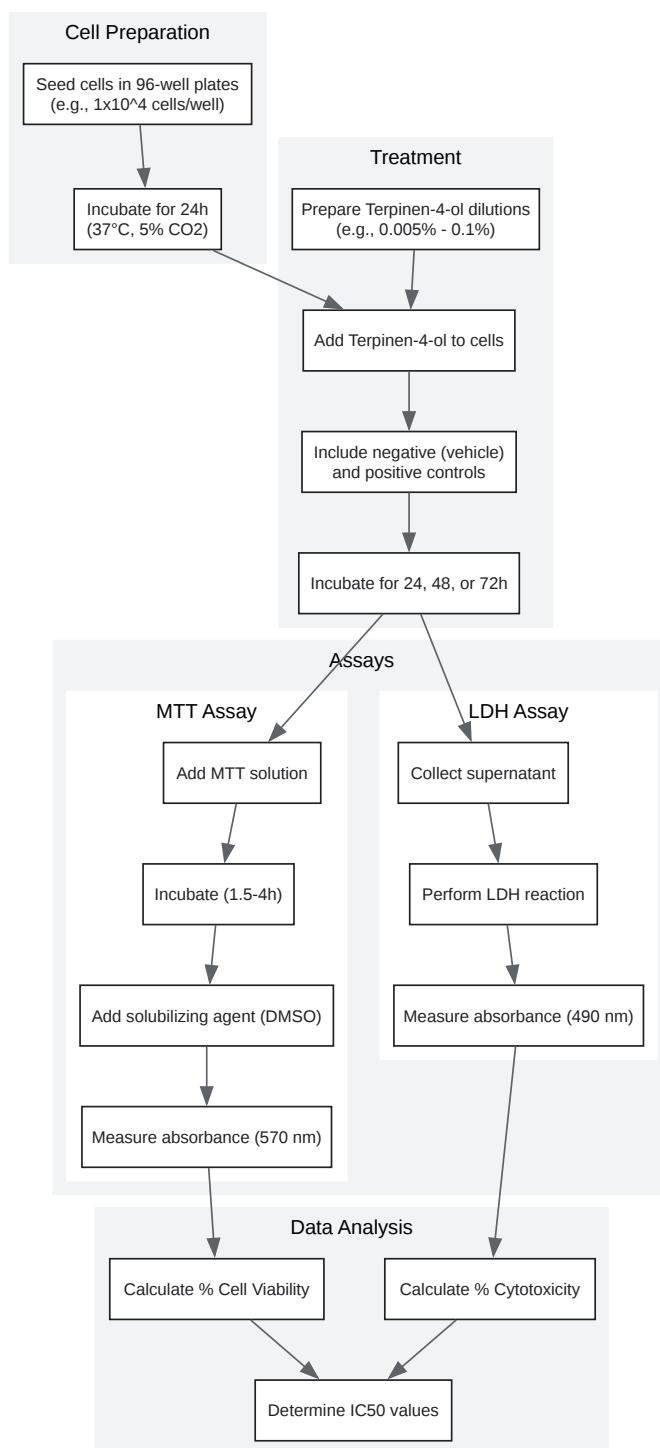 Cell Preparation
Seed cells in 96-well plates
(e.g., 1x10^4 cells/well)
Incubate for 24h
(37°C, 5% CO2)
Treatment
Prepare Terpinen-4-ol dilutions
(e.g., 0.005% - 0.1%)
Add Terpinen-4-ol to cells
Include negative (vehicle)
and positive controls
Incubate for 24, 48, or 72h
Assays
MTT Assay
Add MTT solution
Incubate (1.5-4h)
Add solubilizing agent (DMSO)
Measure absorbance (570 nm)
LDH Assay
Collect supernatant
Perform LDH reaction
Measure absorbance (490 nm)
Data Analysis
Calculate % Cell Viability
Calculate % Cytotoxicity
Determine IC50 values